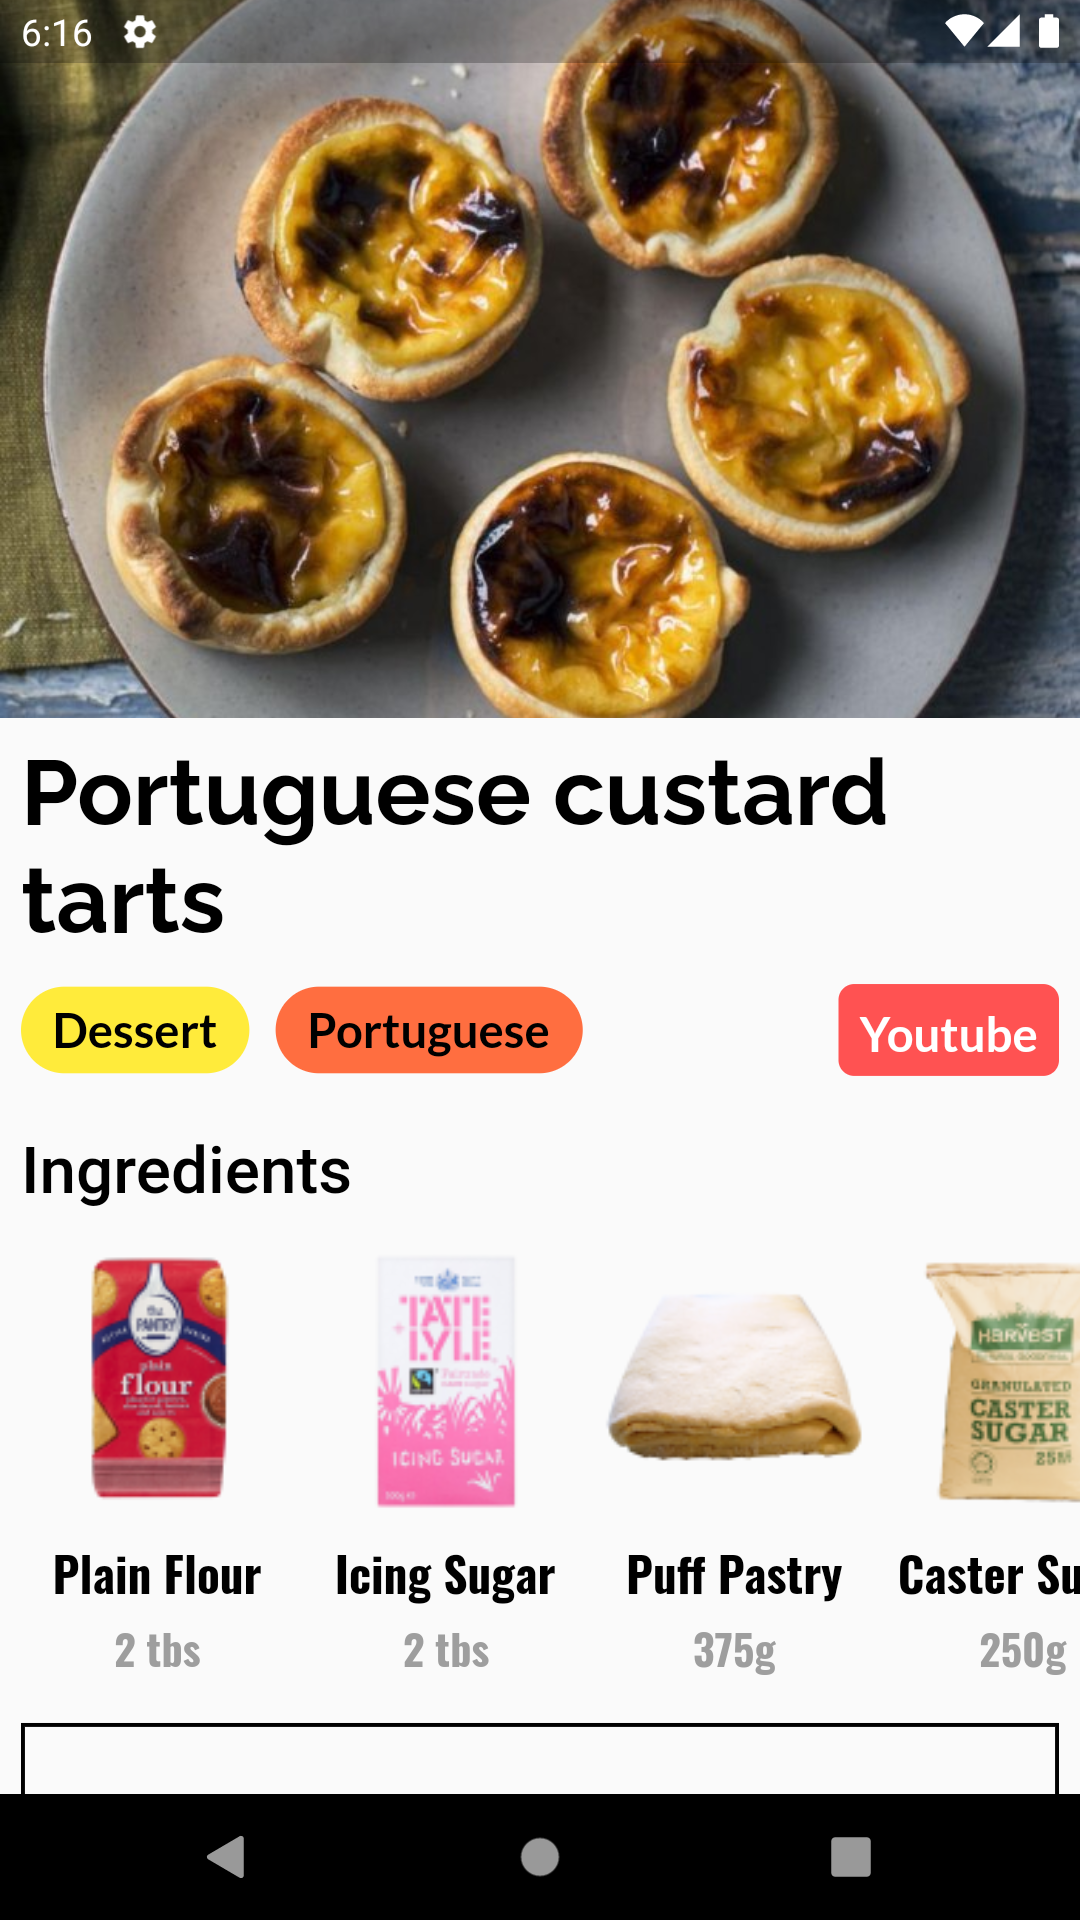 6:16
Portuguese custard
tarts
Dessert
Portuguese
Youtube
Ingredients
the
PANTRY
plain
flour
TATE
LYLE
ICING SUGAR
HARVEST
GRANULATED
CASTER
SUGAR
Plain Flour
Icing Sugar
Puff Pastry
Caster Su
2 tbs
2 tbs
375g
250g